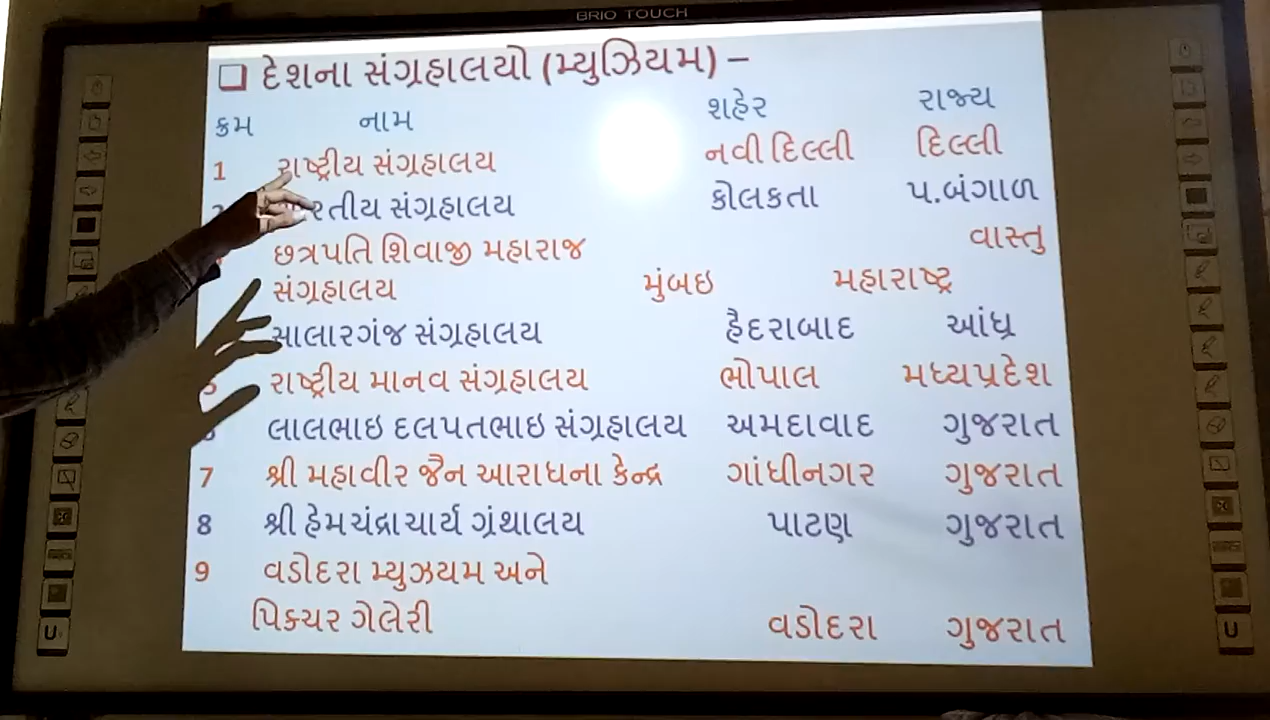 BRIO TOUCH
❑ દેશના સંગ્રહાલયો (મ્યુઝિયમ) –
ક્રમ નામ શહેર રાજ્ય
1 રાષ્ટ્રીય સંગ્રહાલય નવી દિલ્લી દિલ્લી
સંગ્રહાલય કોલકતા પ.બંગાળ
છત્રપતિ શિવાજી મહારાજ વાસ્તુ
સંગ્રહાલય મુંબઇ મહારાષ્ટ્ર
સાલારગંજ સંગ્રહાલય હૈદરાબાદ આંધ્ર
રાષ્ટ્રીય માનવ સંગ્રહાલય ભોપાલ મધ્યપ્રદેશ
લાલભાઇ દલપતભાઇ સંગ્રહાલય અમદાવાદ ગુજરાત
7 શ્રી મહાવીર જૈન આરાધના કેન્દ્ર ગાંધીનગર ગુજરાત
8 શ્રી હેમચંદ્રાચાર્ય ગ્રંથાલય પાટણ ગુજરાત
9 વડોદરા મ્યુઝયમ અને
પિક્ચર ગેલેરી વડોદરા ગુજરાત